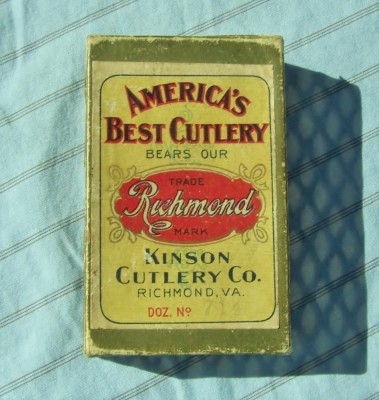 AMERICA'S
BEST CUTLERY
BEARS OUR
TRADE
Richmond
MARK
KINSON
CUTLERY CO.
RICHMOND, VA.
DOZ. Nº